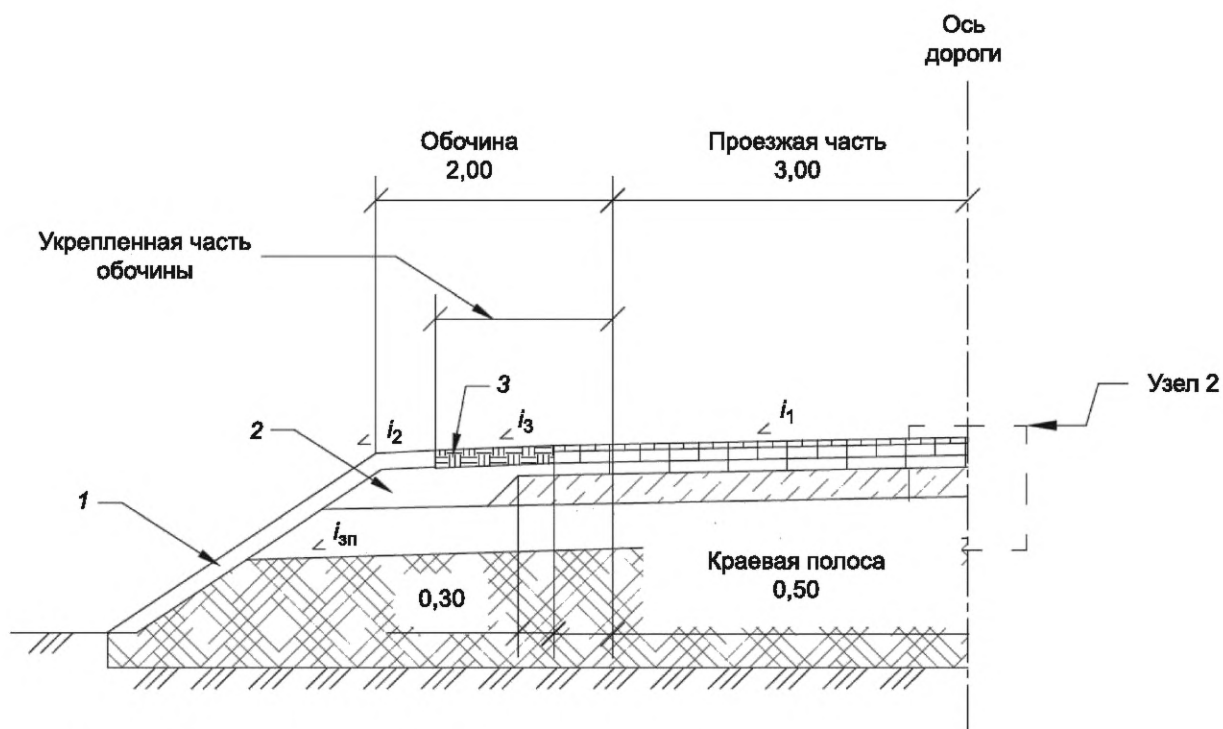 Ось
дороги
Обочина
2,00
Проезжая часть
3,00
Укрепленная часть
обочины
Узел 2
3
i3
i1
2
i2
1
iзп
Краевая полоса
0,50
0,30